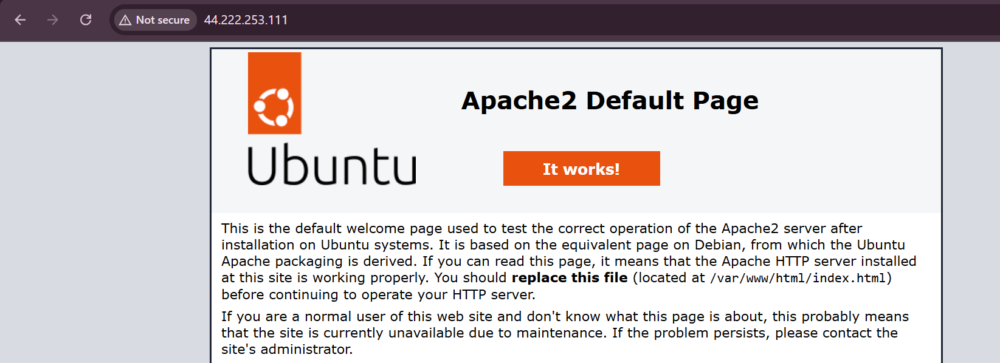 Not secure 44.222.253.111
Apache2 Default Page
Ubuntu
It works!
This is the default welcome page used to test the correct operation of the Apache2 server after
installation on Ubuntu systems. It is based on the equivalent page on Debian, from which the Ubuntu
Apache packaging is derived. If you can read this page, it means that the Apache HTTP server installed
at this site is working properly. You should replace this file (located at /var/www/html/index.html)
before continuing to operate your HTTP server.
If you are a normal user of this web site and don't know what this page is about, this probably means
that the site is currently unavailable due to maintenance. If the problem persists, please contact the
site's administrator.